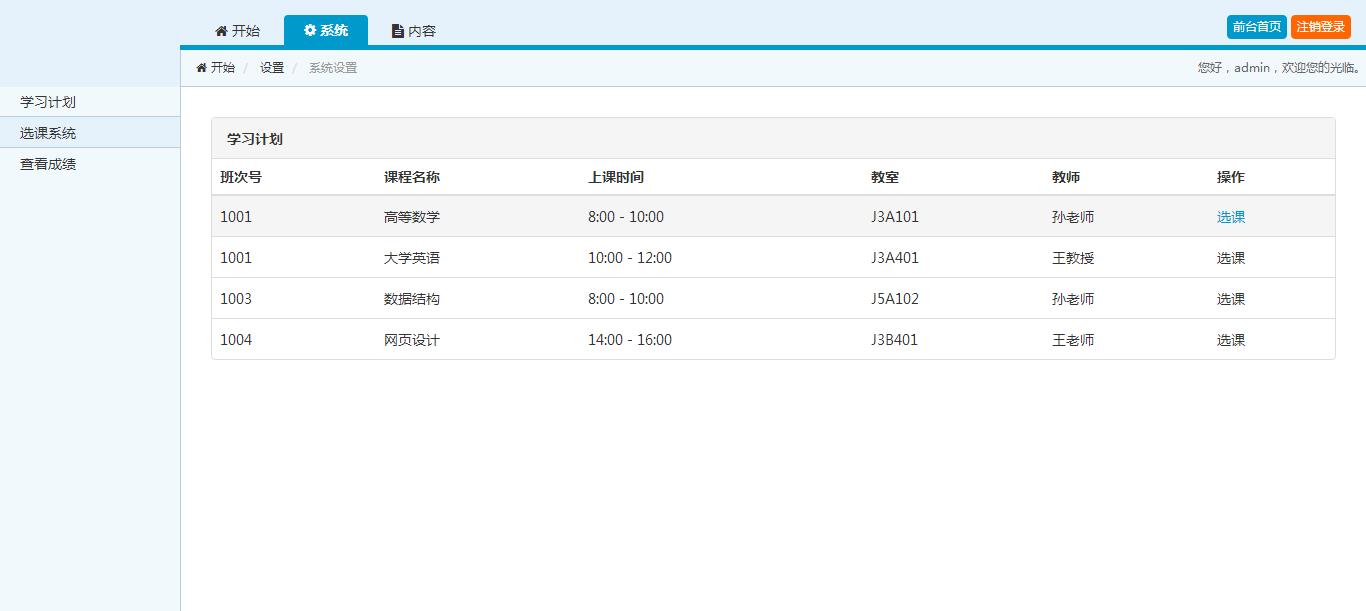 开始 系统 内容 前台首页 注销登录
开始 / 设置 / 系统设置 您好，admin，欢迎您的光临。
学习计划
选课系统
查看成绩
学习计划
班次号 课程名称 上课时间 教室 教师 操作
1001 高等数学 8:00 - 10:00 J3A101 孙老师 选课
1001 大学英语 10:00 - 12:00 J3A401 王教授 选课
1003 数据结构 8:00 - 10:00 J5A102 孙老师 选课
1004 网页设计 14:00 - 16:00 J3B401 王老师 选课